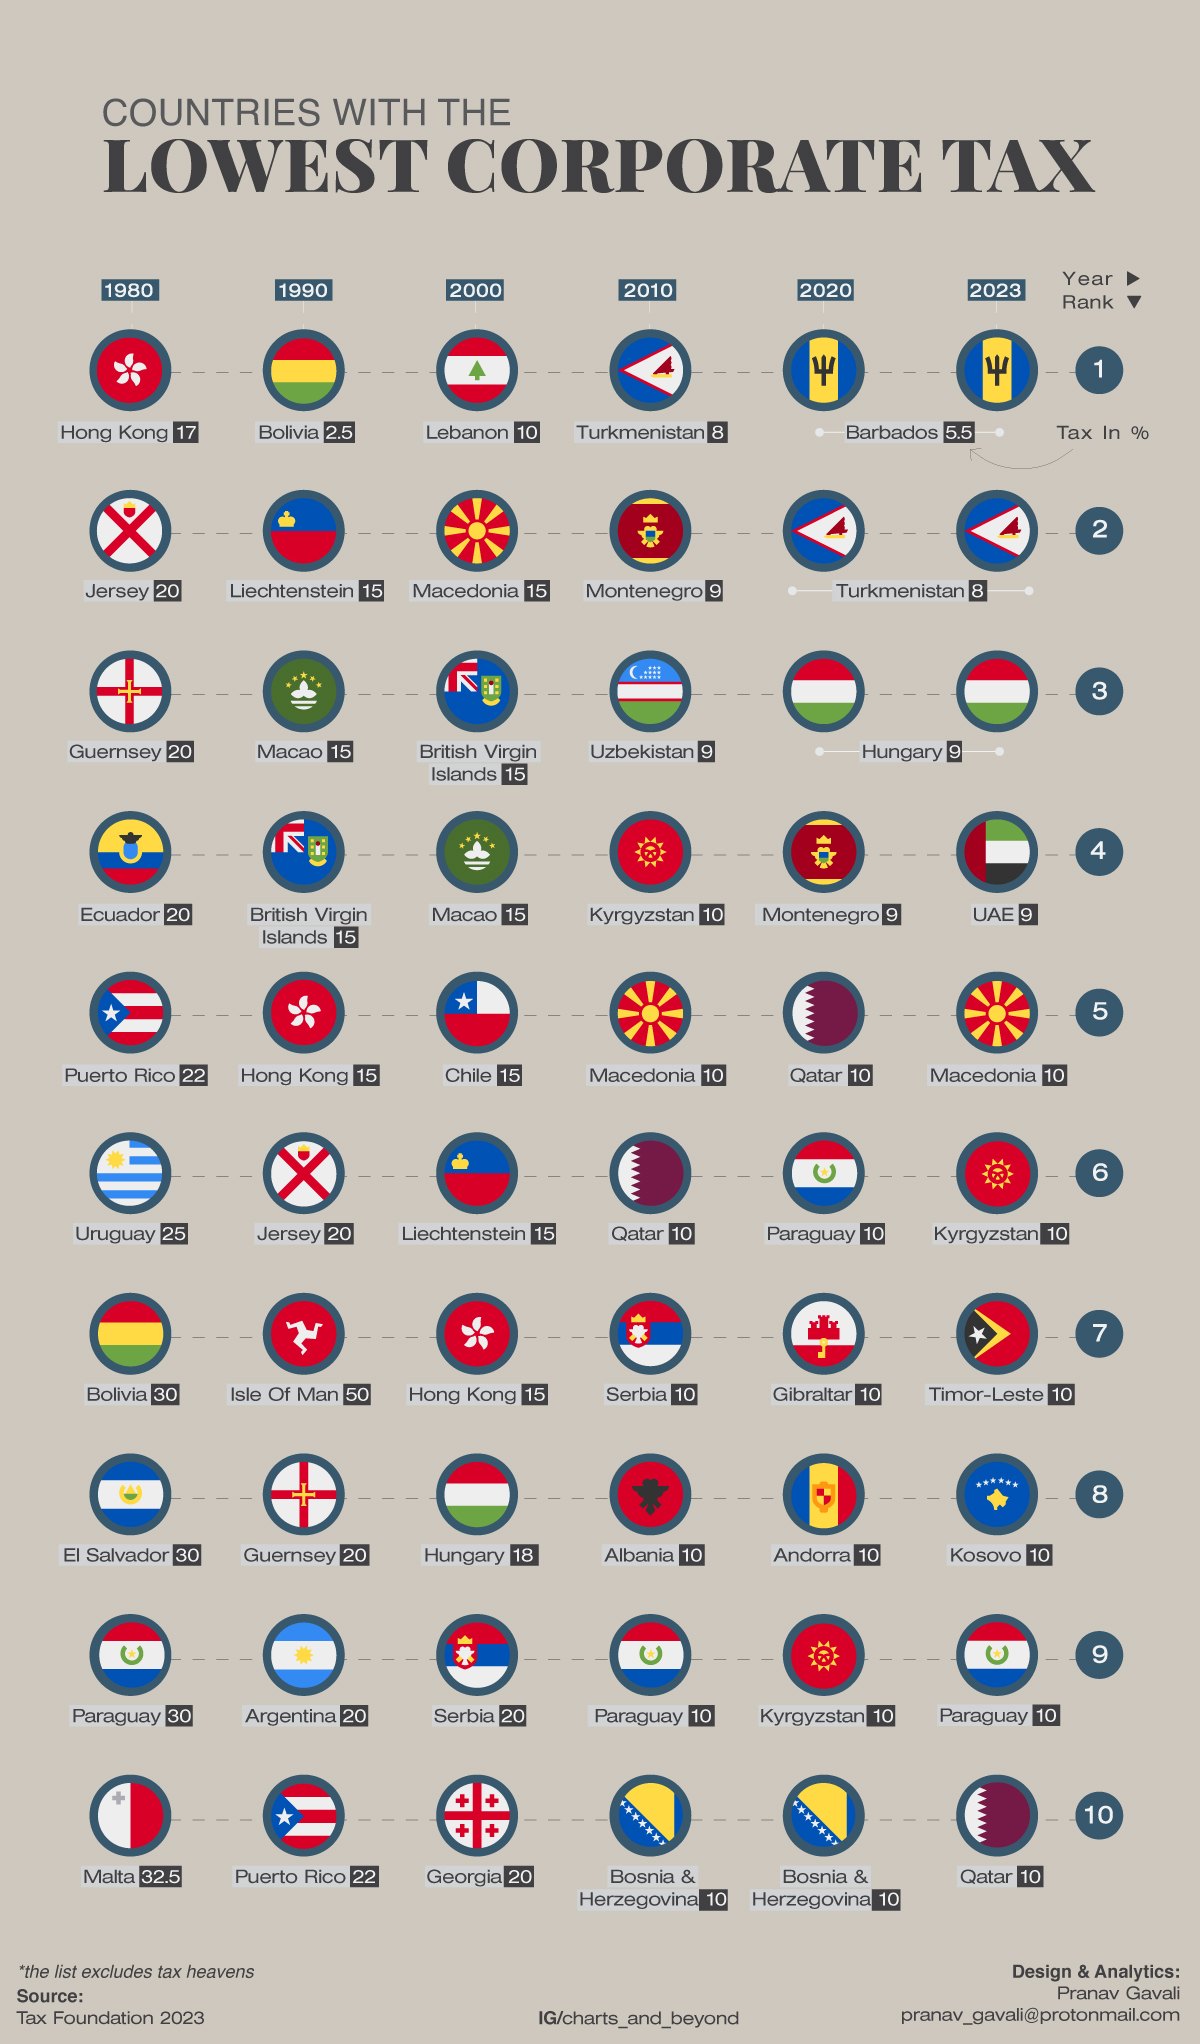 COUNTRIES WITH THE
LOWEST CORPORATE TAX
1980 1990 2000 2010 2020 2023 Year
Rank
1
Hong Kong 17 Bolivia 2.5 Lebanon 10 Turkmenistan 8 Barbados 5.5 Tax In %
2
Jersey 20 Liechtenstein 15 Macedonia 15 Montenegro 9 Turkmenistan 8
3
Guernsey 20 Macao 15 British Virgin Uzbekistan 9 Hungary 9
Islands 15
4
Ecuador 20 British Virgin Macao 15 Kyrgyzstan 10 Montenegro 9 UAE 9
Islands 15
5
Puerto Rico 22 Hong Kong 15 Chile 15 Macedonia 10 Qatar 10 Macedonia 10
6
Uruguay 25 Jersey 20 Liechtenstein 15 Qatar 10 Paraguay 10 Kyrgyzstan 10
7
Bolivia 30 Isle Of Man 50 Hong Kong 15 Serbia 10 Gibraltar 10 Timor-Leste 10
8
El Salvador 30 Guernsey 20 Hungary 18 Albania 10 Andorra 10 Kosovo 10
9
Paraguay 30 Argentina 20 Serbia 20 Paraguay 10 Kyrgyzstan 10 Paraguay 10
10
Malta 32.5 Puerto Rico 22 Georgia 20 Bosnia & Bosnia & Qatar 10
Herzegovina 10 Herzegovina 10
*the list excludes tax heavens
Source:
Tax Foundation 2023
IG/charts_and_beyond
Design & Analytics:
Pranav Gavali
pranav_gavali@protonmail.com